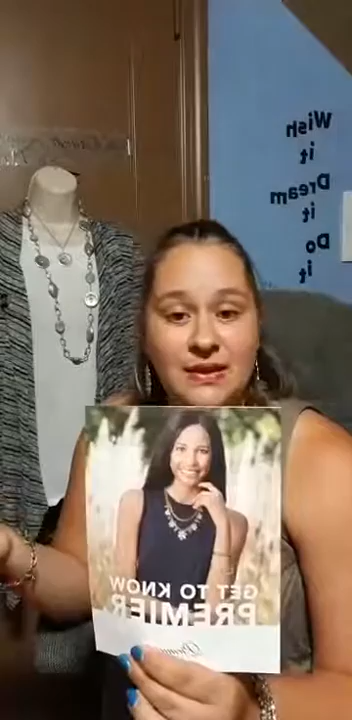 Wish
it
Dream
it
Do
it
GET TO KNOW
PREMIER